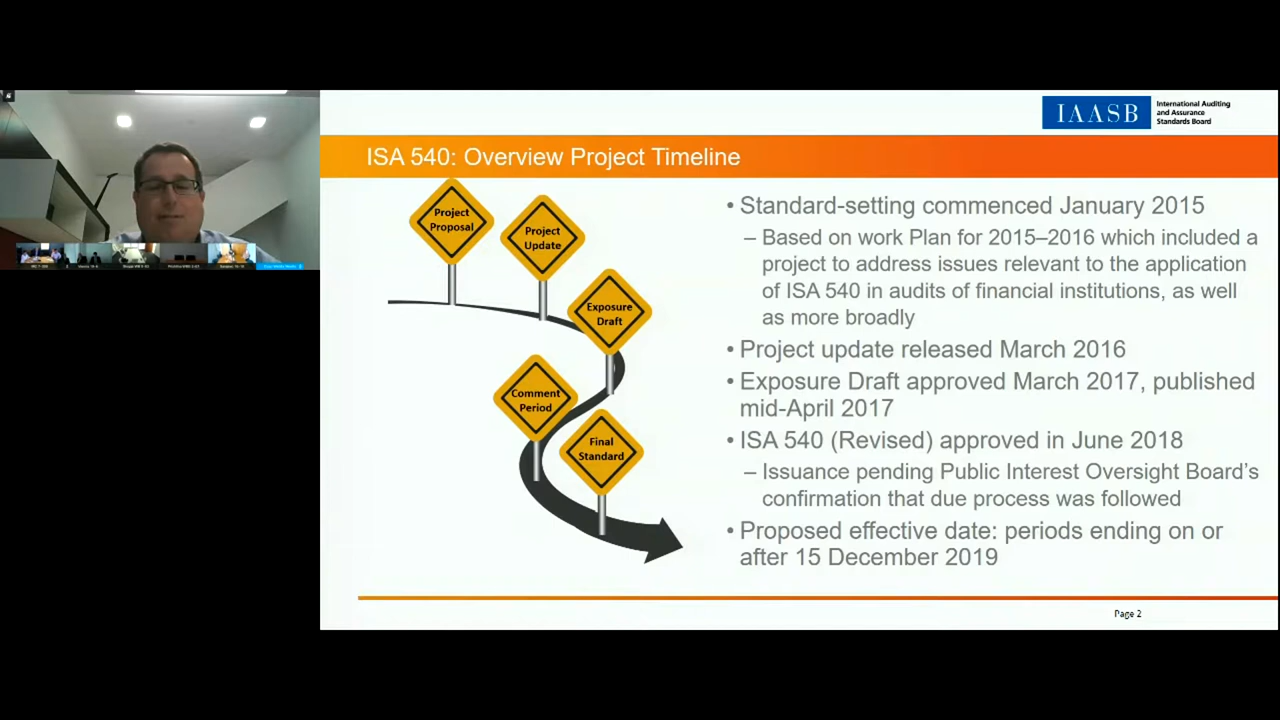 IAASB
International Auditing
and Assurance
Standards Board
ISA 540: Overview Project Timeline
Project
Proposal
Project
Update
Exposure
Draft
Comment
Period
Final
Standard
• Standard-setting commenced January 2015
– Based on work Plan for 2015–2016 which included a
project to address issues relevant to the application
of ISA 540 in audits of financial institutions, as well
as more broadly
• Project update released March 2016
• Exposure Draft approved March 2017, published
mid-April 2017
• ISA 540 (Revised) approved in June 2018
– Issuance pending Public Interest Oversight Board’s
confirmation that due process was followed
• Proposed effective date: periods ending on or
after 15 December 2019
Page 2